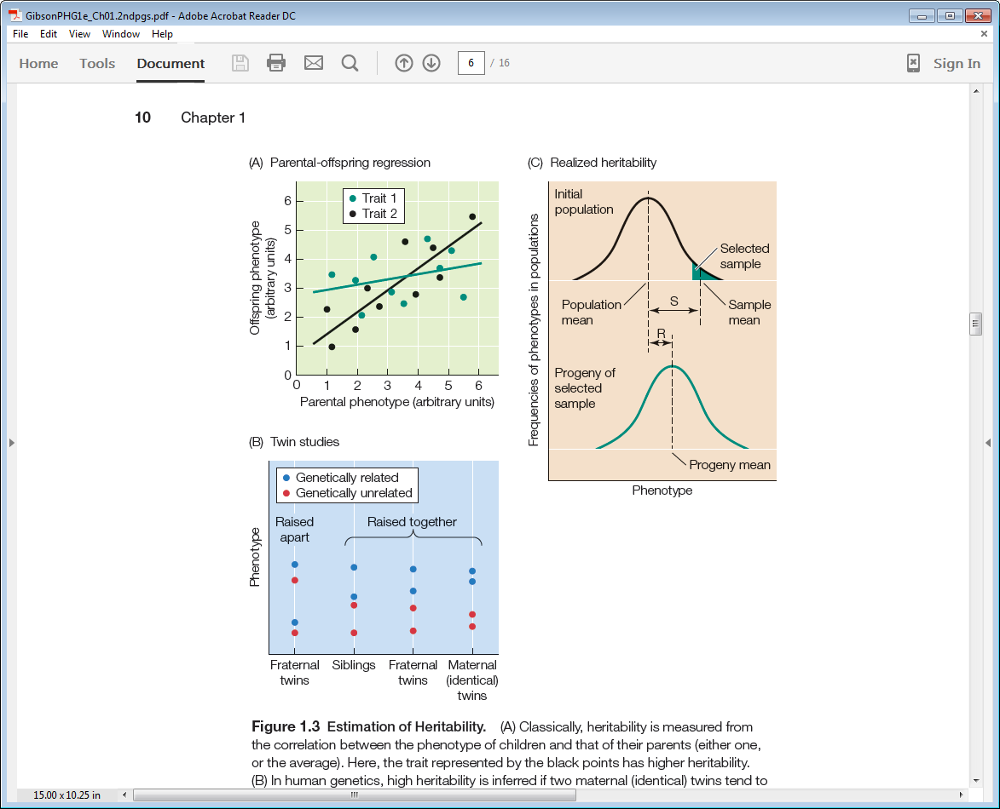 GibsonPHG1e_Ch01.2ndpgs.pdf - Adobe Acrobat Reader DC
File Edit View Window Help
Home Tools Document 6 / 16 Sign In
10 Chapter 1
(A) Parental-offspring regression
Trait 1
Trait 2
Offspring phenotype
(arbitrary units)
6
5
4
3
2
1
0
0 1 2 3 4 5 6
Parental phenotype (arbitrary units)
(B) Twin studies
Genetically related
Genetically unrelated
Raised
apart
Raised together
Phenotype
Fraternal
twins
Siblings
Fraternal
twins
Maternal
(identical)
twins
(C) Realized heritability
Frequencies of phenotypes in populations
Initial
population
Selected
sample
Population
mean
S
Sample
mean
R
Progeny of
selected
sample
Progeny mean
Phenotype
Figure 1.3 Estimation of Heritability. (A) Classically, heritability is measured from
the correlation between the phenotype of children and that of their parents (either one,
or the average). Here, the trait represented by the black points has higher heritability.
(B) In human genetics, high heritability is inferred if two maternal (identical) twins tend to
15.00 x 10.25 in